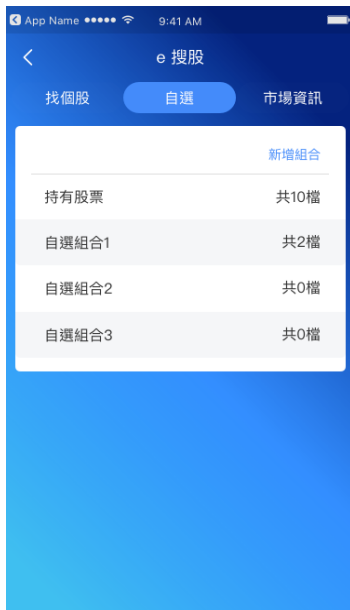 App Name 9:41 AM
e 搜股
找個股 自選 市場資訊
新增組合
持有股票 共10檔
自選組合1 共2檔
自選組合2 共0檔
自選組合3 共0檔